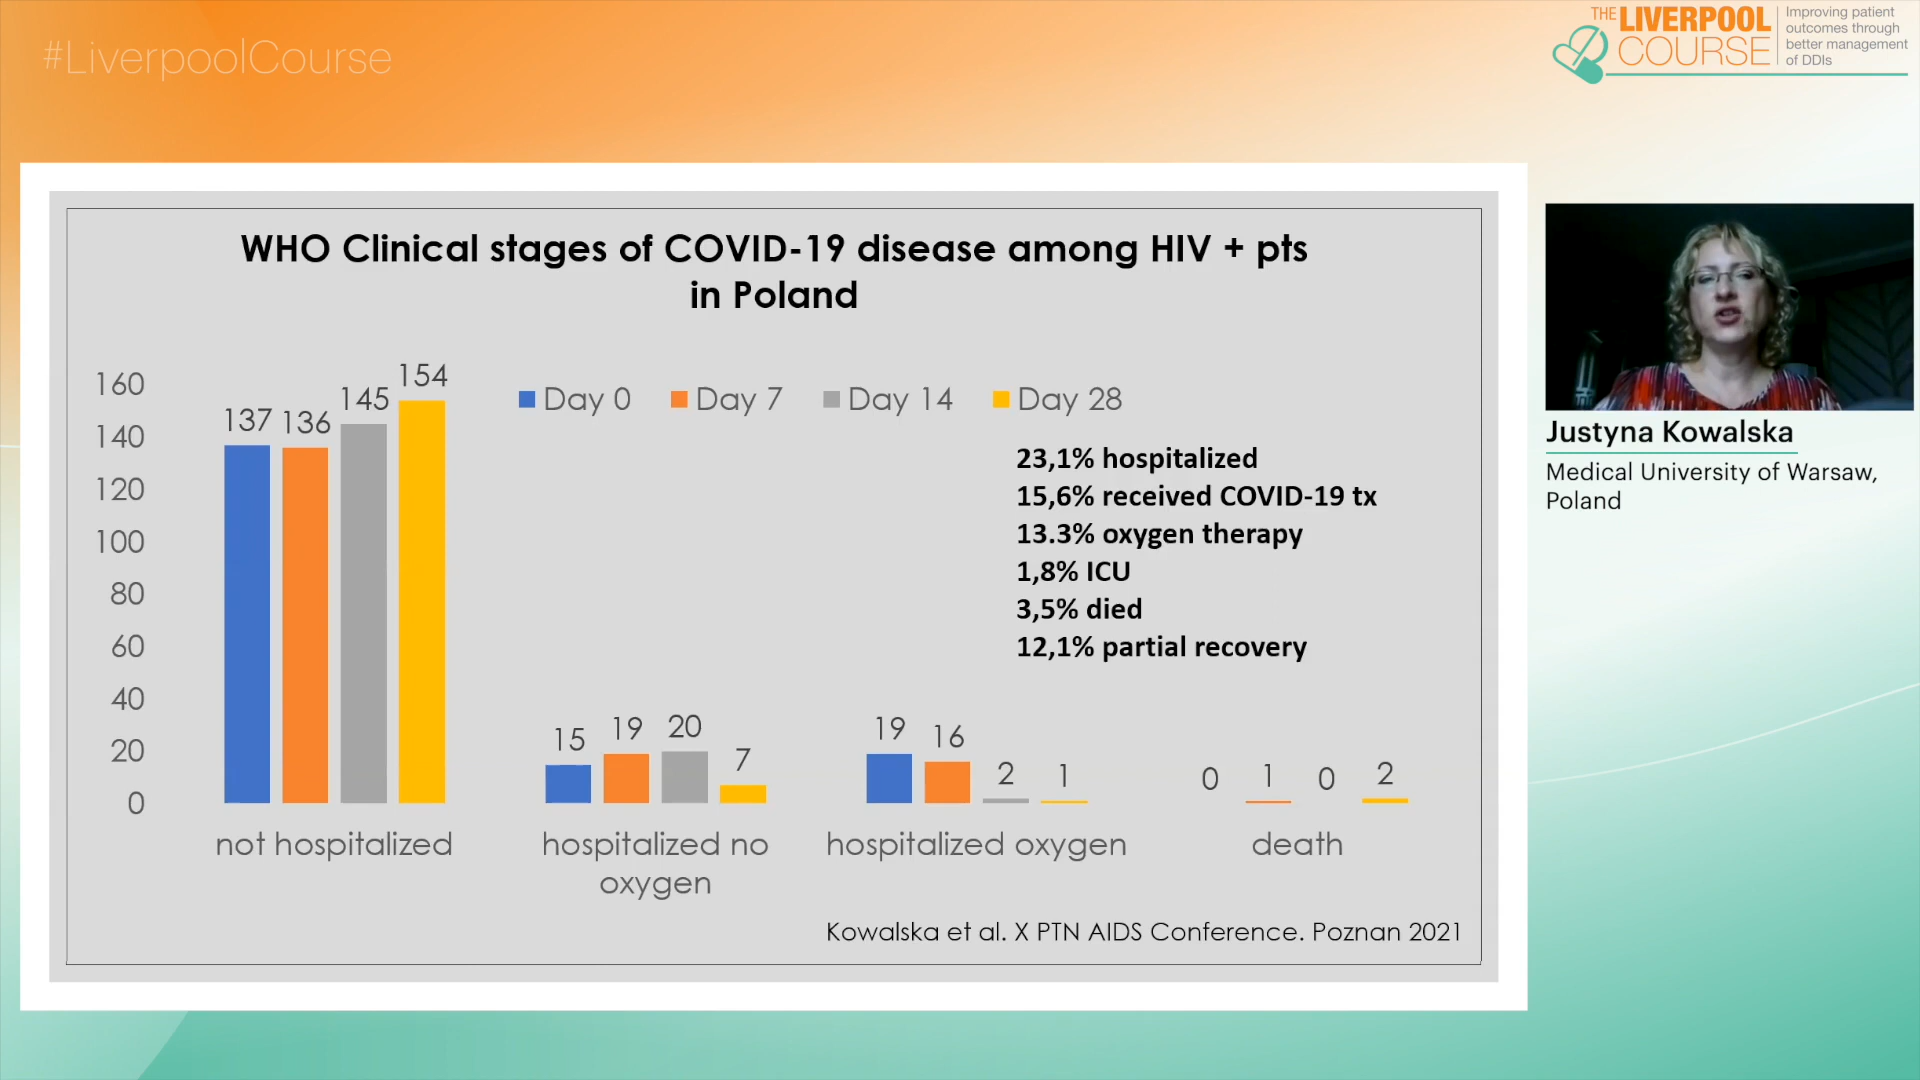 #LiverpoolCourse
THE LIVERPOOL
COURSE
Improving patient
outcomes through
better management
of DDIs
WHO Clinical stages of COVID-19 disease among HIV + pts
in Poland
160
140
120
100
80
60
40
20
0
137 136 145 154
Day 0 Day 7 Day 14 Day 28
23,1% hospitalized
15,6% received COVID-19 tx
13.3% oxygen therapy
1,8% ICU
3,5% died
12,1% partial recovery
15 19 20 7
19 16 2 1
0 1 0 2
not hospitalized
hospitalized no
oxygen
hospitalized oxygen
death
Kowalska et al. X PTN AIDS Conference. Poznan 2021
Justyna Kowalska
Medical University of Warsaw,
Poland